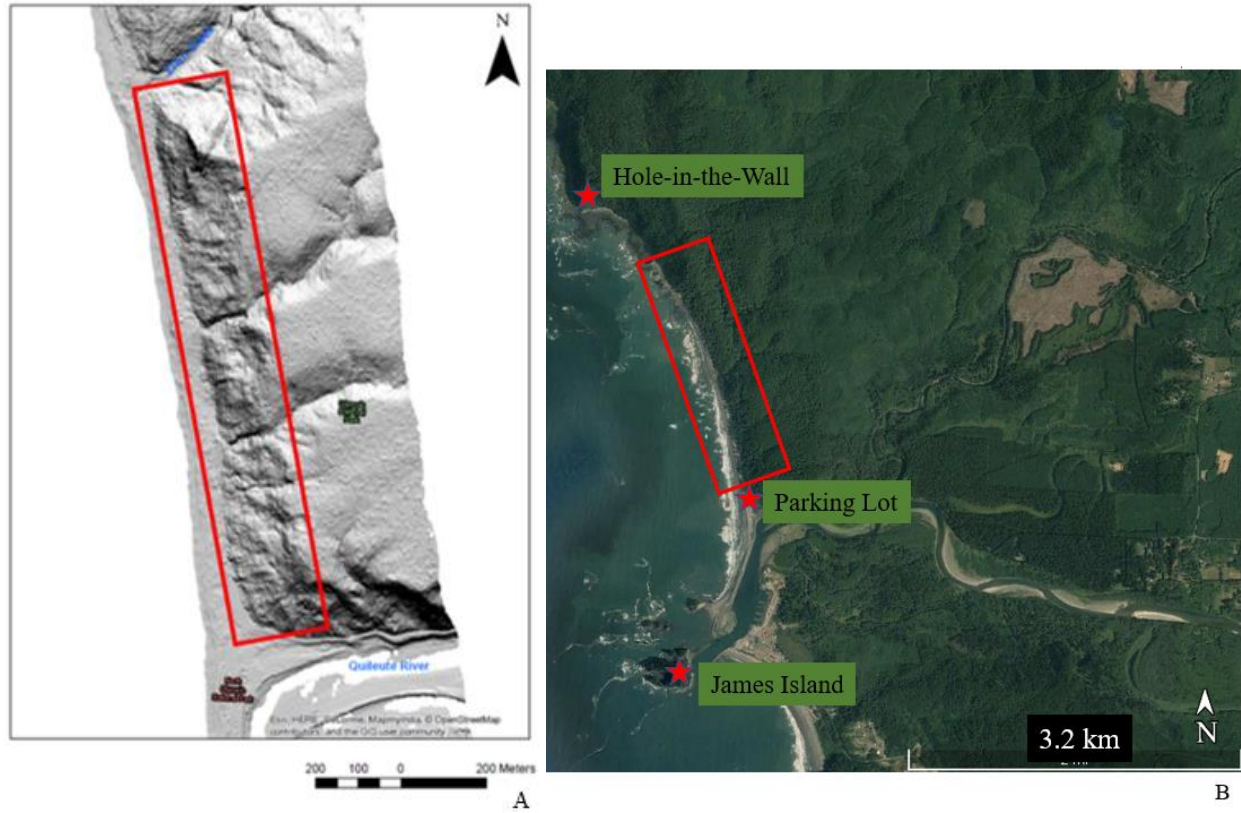 N
Quileute River
Esri, HERE, DeLorme, MapmyIndia, © OpenStreetMap
contributors, and the GIS user community
200 100 0 200 Meters
A
Hole-in-the-Wall
Parking Lot
James Island
3.2 km
N
B